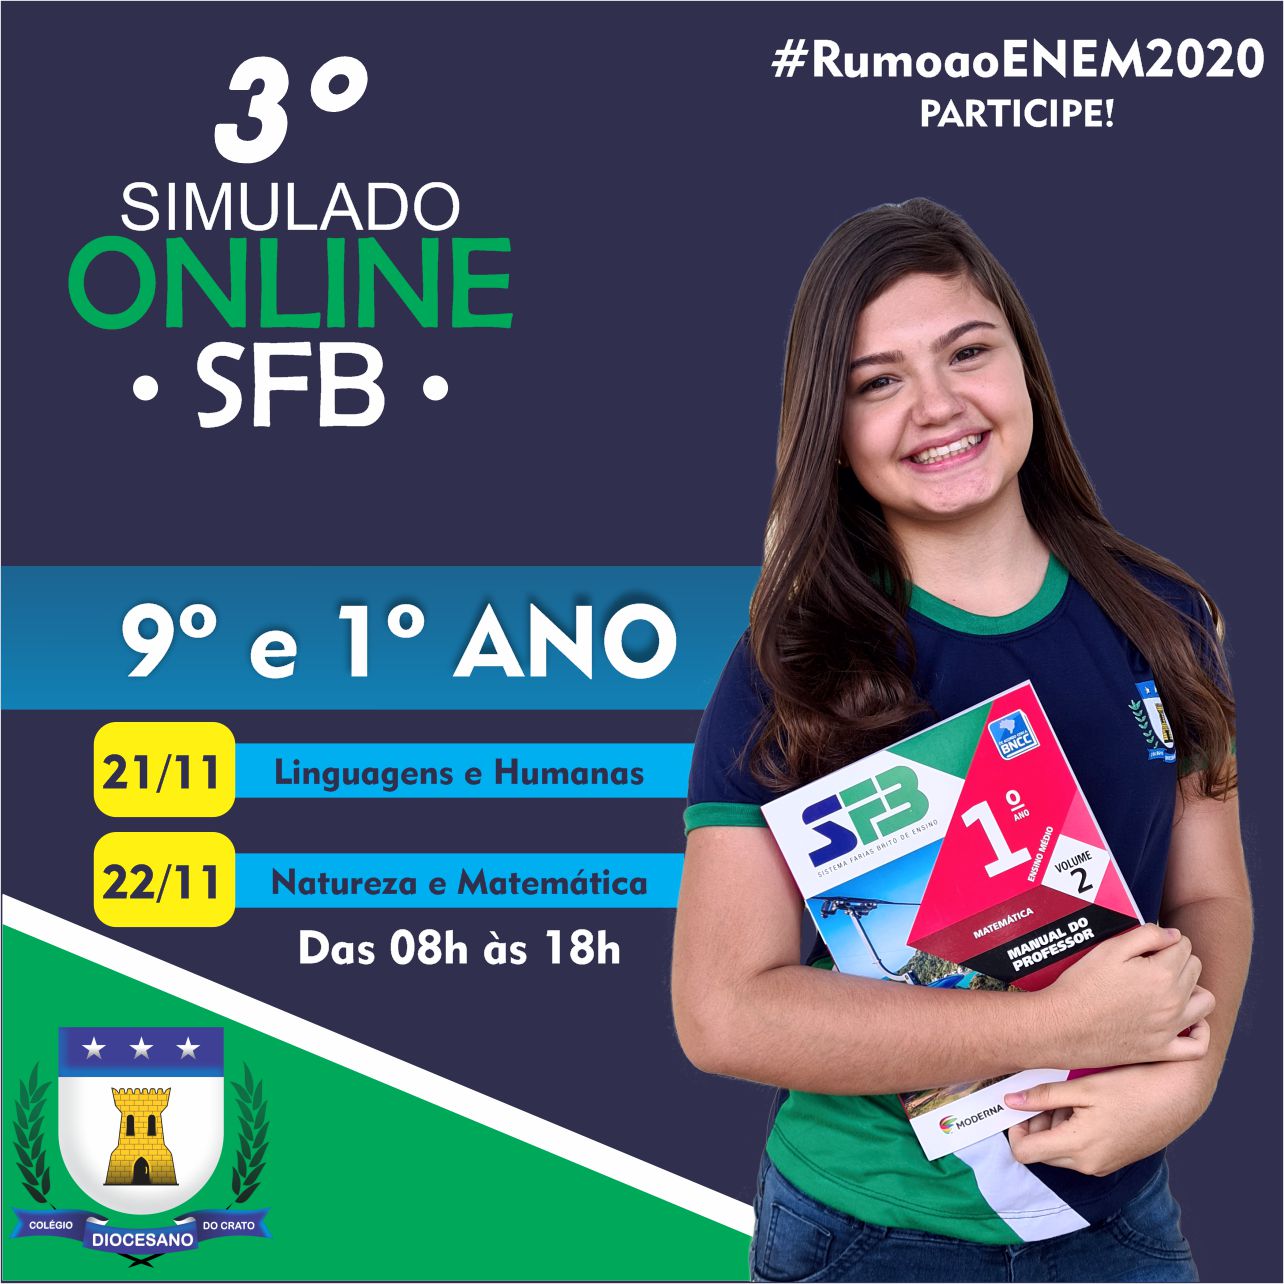 3º
SIMULADO
ONLINE
• SFB •
#RumoaoENEM2020
PARTICIPE!
9º e 1º ANO
21/11
Linguagens e Humanas
22/11
Natureza e Matemática
Das 08h às 18h
COLÉGIO DIOCESANO DO CRATO
SFB
SISTEMA FARIAS BRITO DE ENSINO
BNCC
1º
ANO
ENSINO MÉDIO
VOLUME
2
MATEMÁTICA
MANUAL DO
PROFESSOR
MODERNA